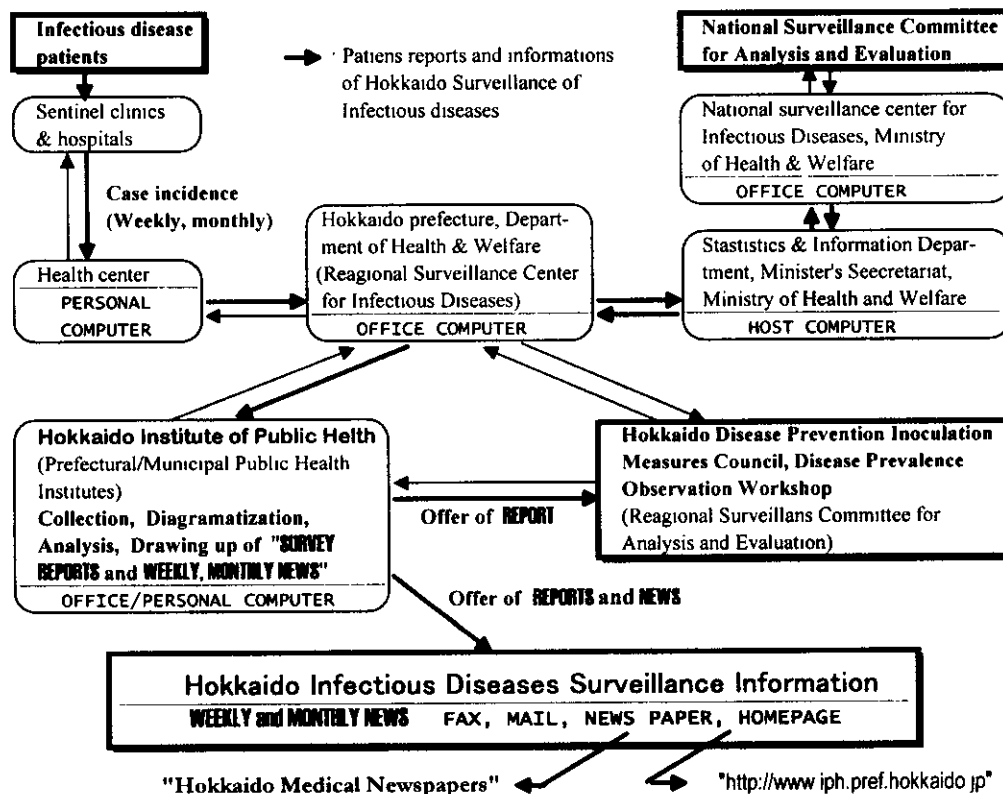 Infectious disease
patients
Patiens reports and informations
of Hokkaido Surveillance of
Infectious diseases
National Surveillance Committee
for Analysis and Evaluation
Sentinel clinics
& hospitals
National surveillance center for
Infectious Diseases, Ministry
of Health & Welfare
OFFICE COMPUTER
Case incidence
(Weekly, monthly)
Hokkaido prefecture, Depart-
ment of Health & Welfare
(Reagional Surveillance Center
for Infectious Diseases)
OFFICE COMPUTER
Stastistics & Information Depar-
tment, Minister's Seecretariat,
Ministry of Health and Welfare
HOST COMPUTER
Health center
PERSONAL
COMPUTER
Hokkaido Institute of Public Helth
(Prefectural/Municipal Public Health
Institutes)
Collection, Diagramatization,
Analysis, Drawing up of "SURVEY
REPORTS and WEEKLY, MONTHLY NEWS"
OFFICE/PERSONAL COMPUTER
Offer of REPORT
Hokkaido Disease Prevention Inoculation
Measures Council, Disease Prevalence
Observation Workshop
(Reagional Surveillans Committee for
Analysis and Evaluation)
Offer of REPORTS and NEWS
Hokkaido Infectious Diseases Surveillance Information
WEEKLY and MONTHLY NEWS FAX, MAIL, NEWS PAPER, HOMEPAGE
"Hokkaido Medical Newspapers"
"http://www iph.pref.hokkaido jp"